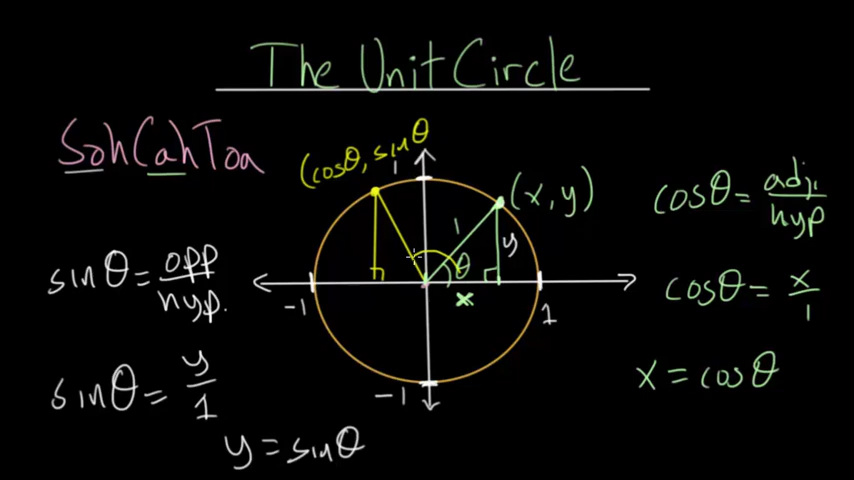 The Unit Circle
SohCahToa
(cosθ, sinθ
1
(x, y)
1
y
θ
x
-1
1
-1
sinθ = opp/hyp.
sinθ = y/1
y = sinθ
cosθ = adj/hyp
cosθ = x/1
x = cosθ